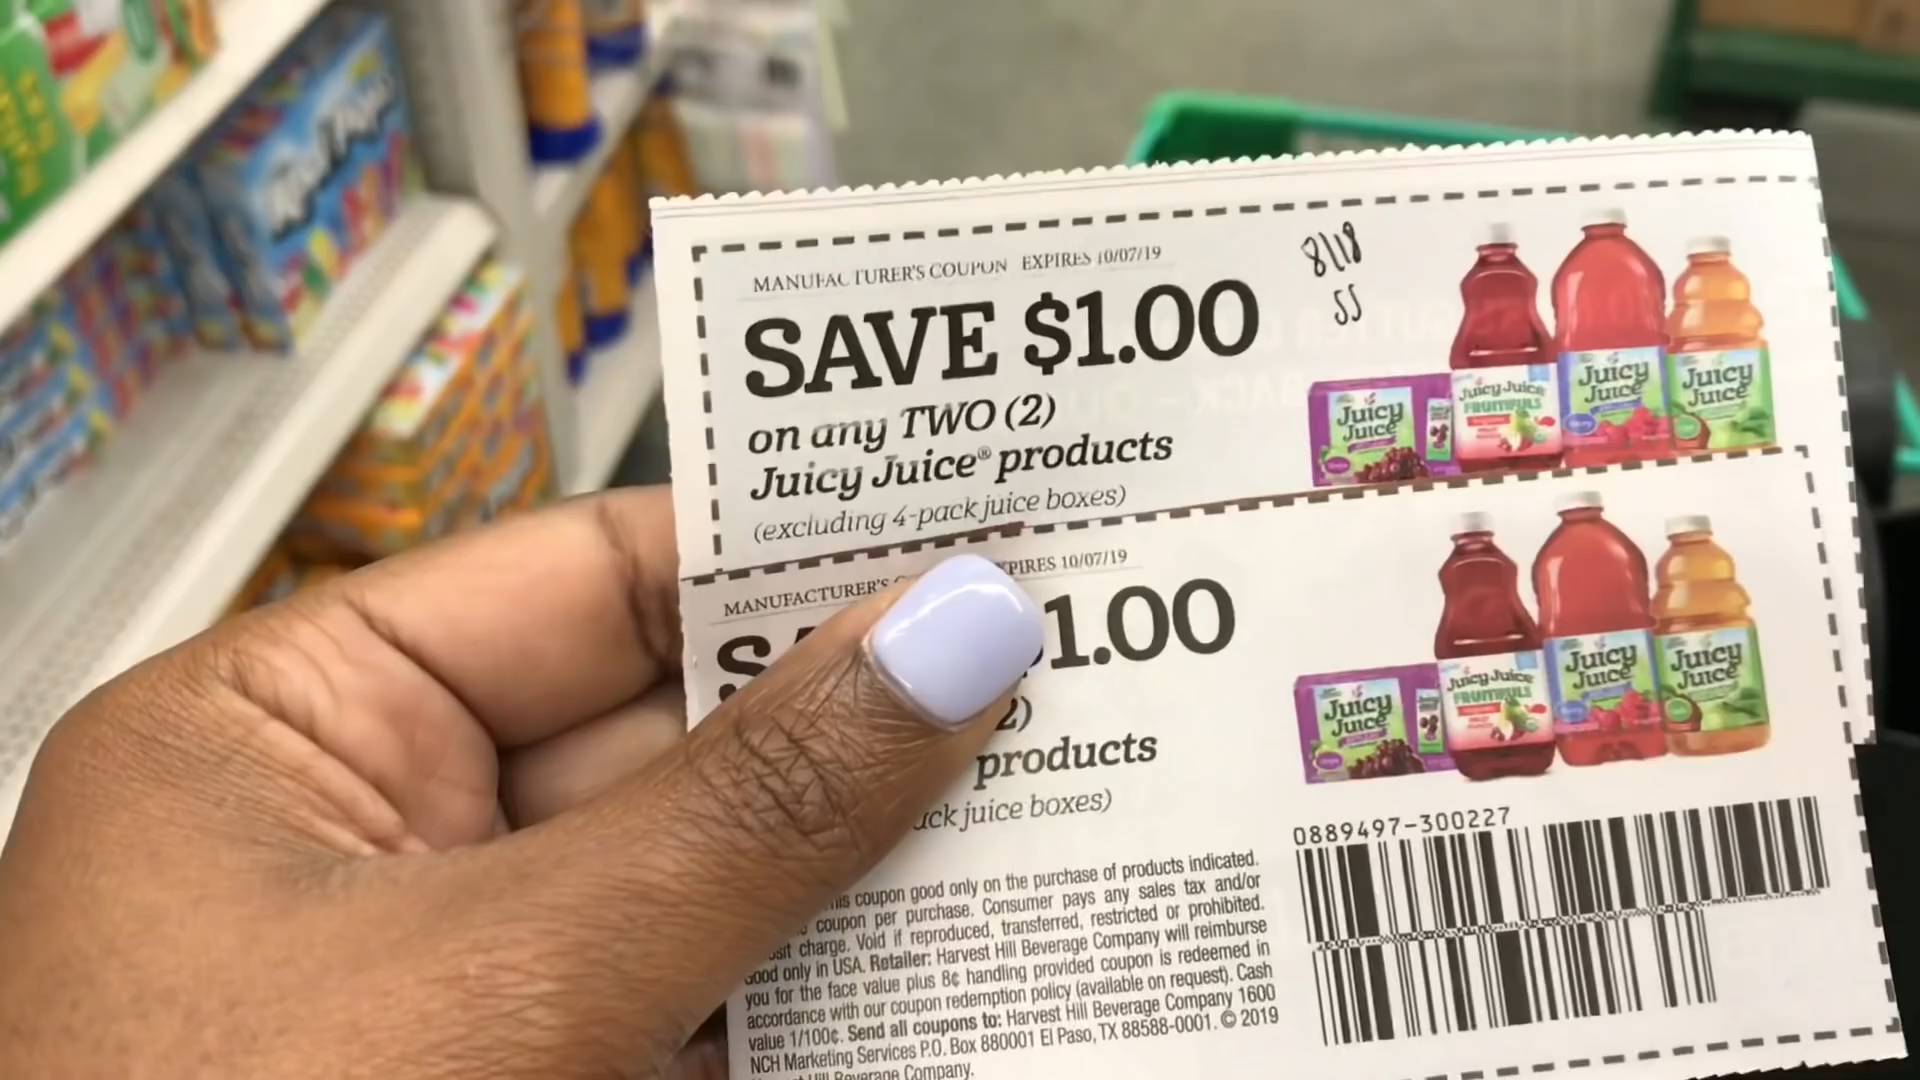 MANUFACTURER'S COUPON EXPIRES 10/07/19
8/18
SS
SAVE $1.00
on any TWO (2)
Juicy Juice® products
(excluding 4-pack juice boxes)
Juicy Juice
Juicy Juice FRUITIFULS
Juicy Juice
Juicy Juice
MANUFACTURER'S EXPIRES 10/07/19
$1.00
2)
products
juice boxes)
Juicy Juice
Juicy Juice FRUITIFULS
Juicy Juice
Juicy Juice
0889497-300227
coupon good only on the purchase of products indicated.
coupon per purchase. Consumer pays any sales tax and/or
charge. Void if reproduced, transferred, restricted or prohibited.
Good only in USA. Retailer: Harvest Hill Beverage Company will reimburse
you for the face value plus 8¢ handling provided coupon is redeemed in
accordance with our coupon redemption policy (available on request). Cash
value 1/100¢. Send all coupons to: Harvest Hill Beverage Company 1600
NCH Marketing Services P.O. Box 880001 El Paso, TX 88588-0001. © 2019
Hill Beverage Company.